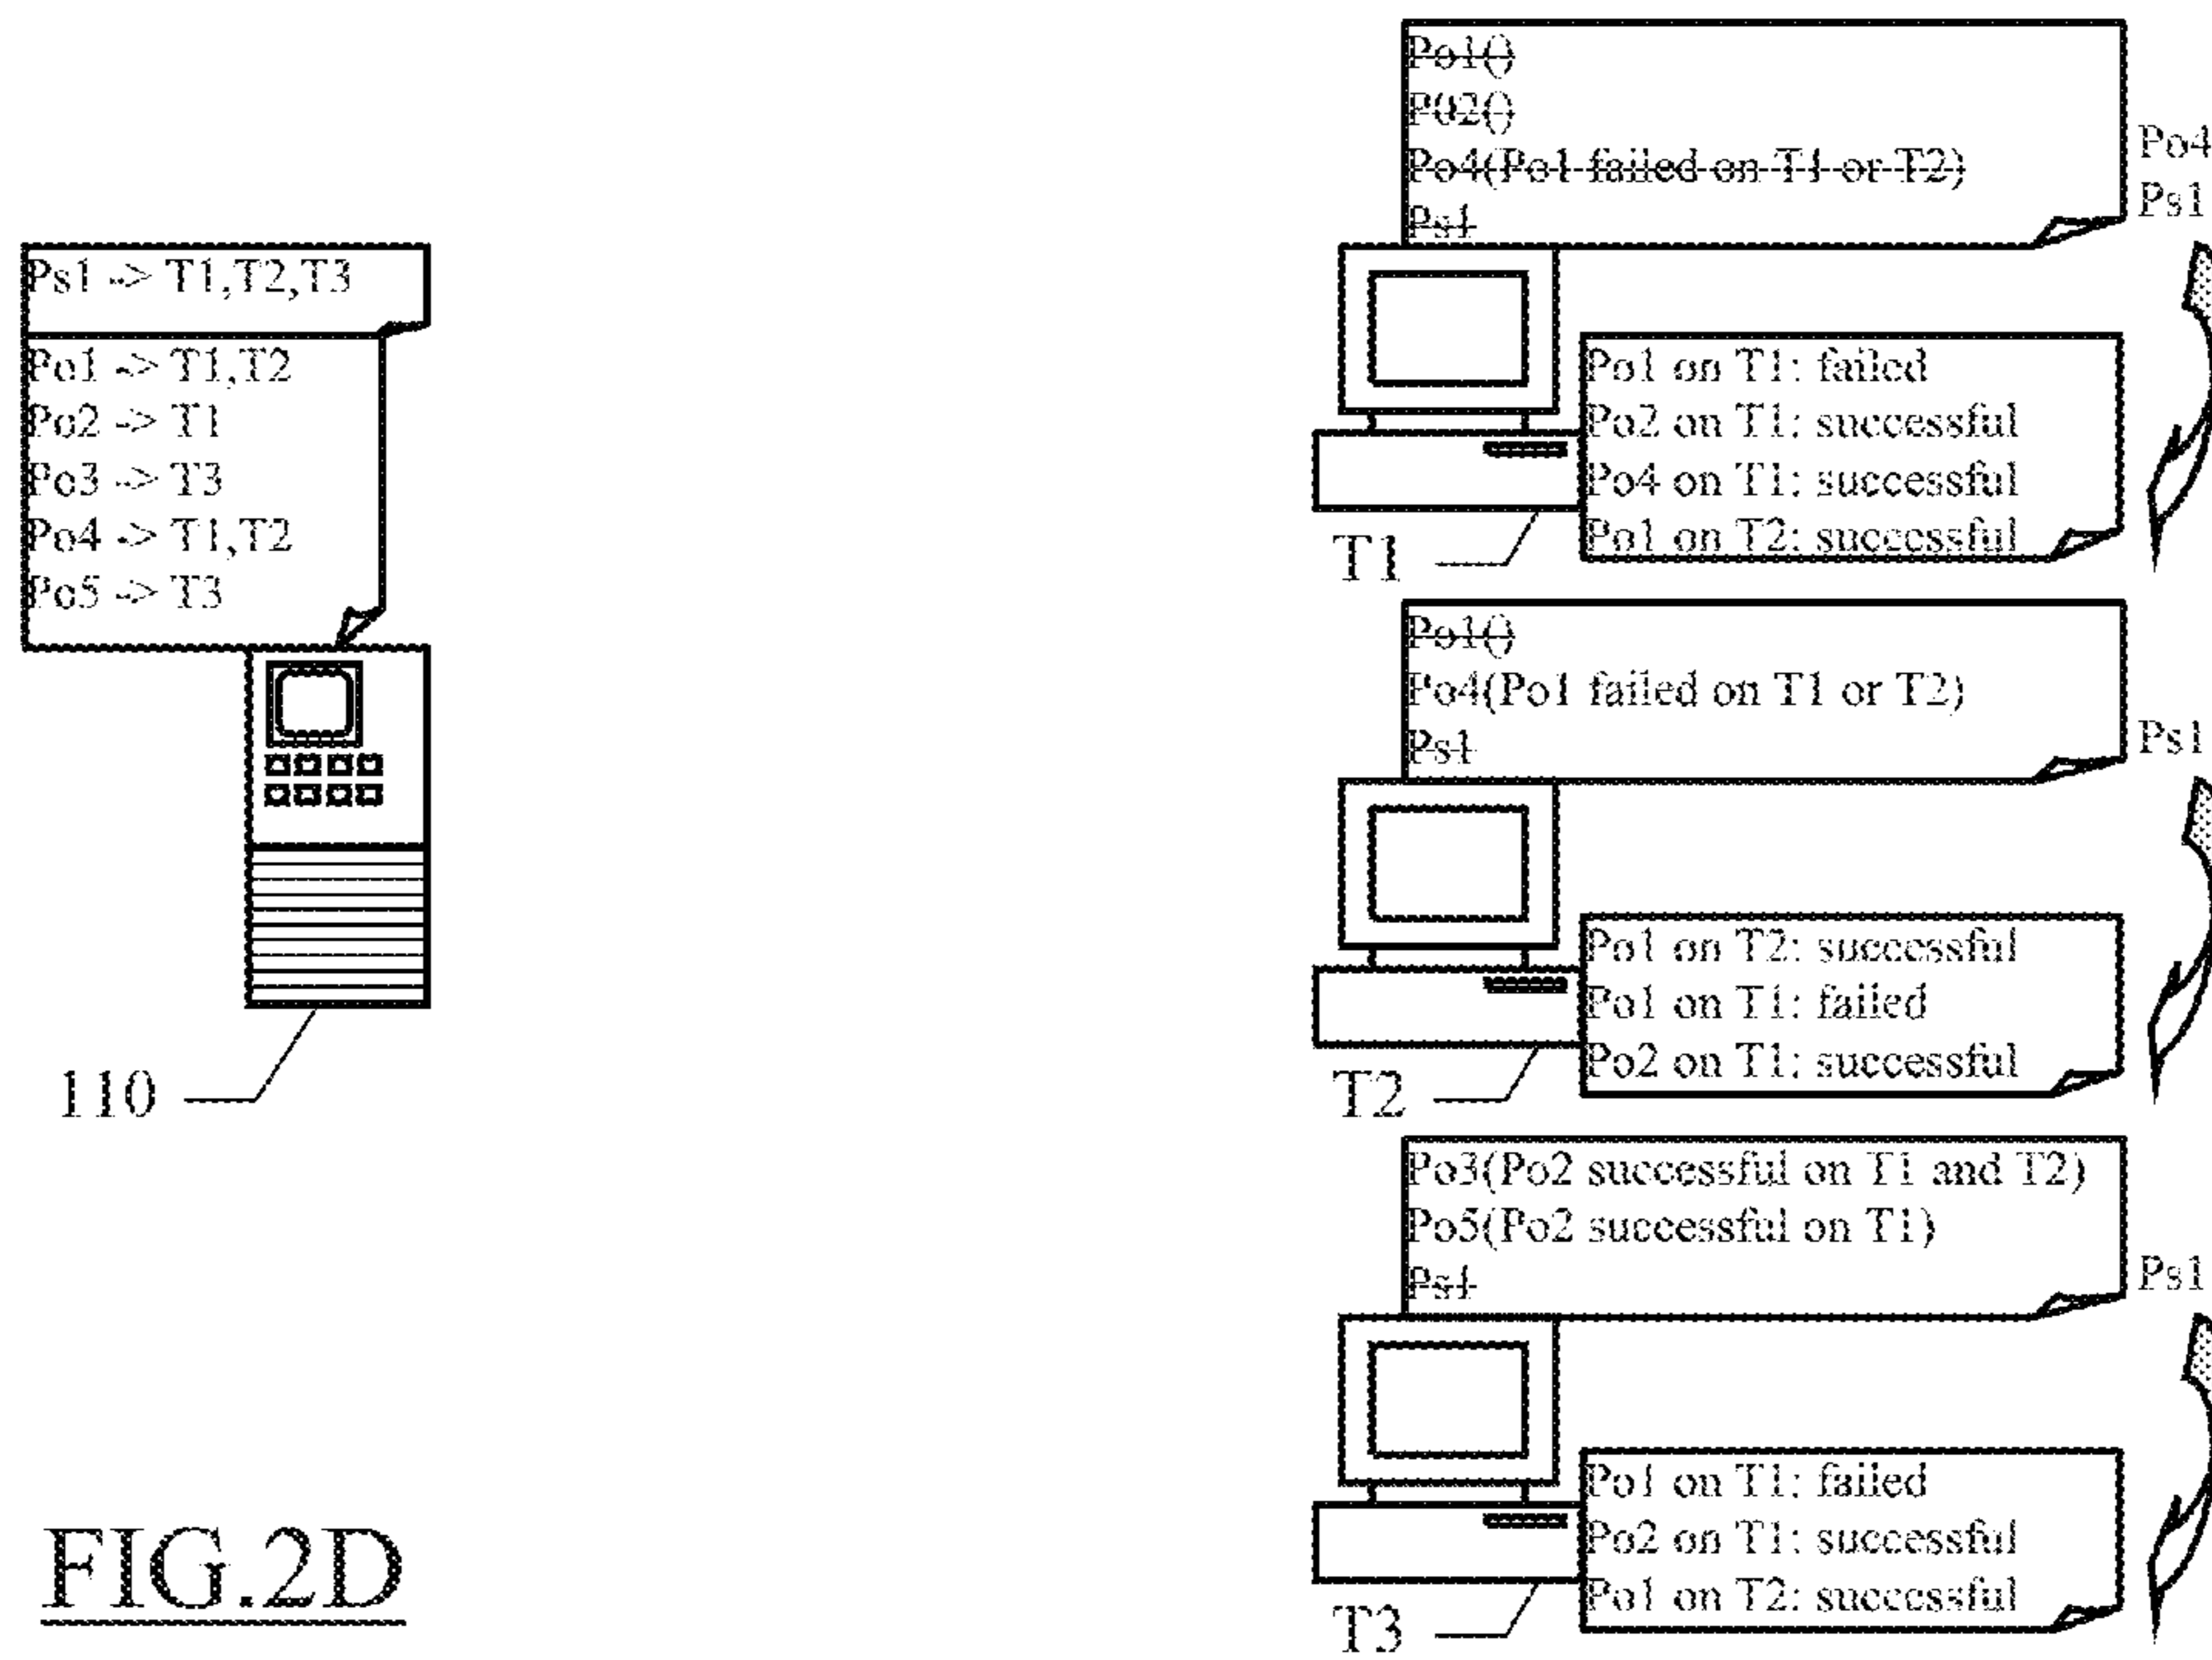 Ps1 -> T1,T2,T3
Po1 -> T1,T2
Po2 -> T1
Po3 -> T3
Po4 -> T1,T2
Po5 -> T3
110
Po1()
P02()
Po4(Po1 failed on T1 or T2)
Ps1
Po4
Ps1
Po1 on T1: failed
Po2 on T1: successful
Po4 on T1: successful
Po1 on T2: successful
T1
Po1()
Po4(Po1 failed on T1 or T2)
Ps1
Ps1
Po1 on T2: successful
Po1 on T1: failed
Po2 on T1: successful
T2
Po3(Po2 successful on T1 and T2)
Po5(Po2 successful on T1)
Ps1
Ps1
Po1 on T1: failed
Po2 on T1: successful
Po1 on T2: successful
T3
FIG.2D